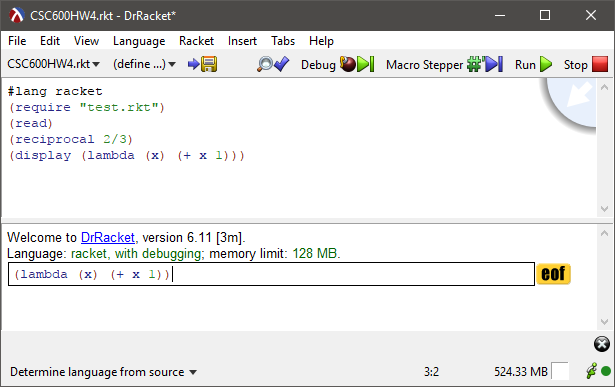 CSC600HW4.rkt - DrRacket*
File Edit View Language Racket Insert Tabs Help
CSC600HW4.rkt (define ...) Debug Macro Stepper Run Stop
#lang racket
(require "test.rkt")
(read)
(reciprocal 2/3)
(display (lambda (x) (+ x 1)))
Welcome to DrRacket, version 6.11 [3m].
Language: racket, with debugging; memory limit: 128 MB.
(lambda (x) (+ x 1)) eof
Determine language from source 3:2 524.33 MB